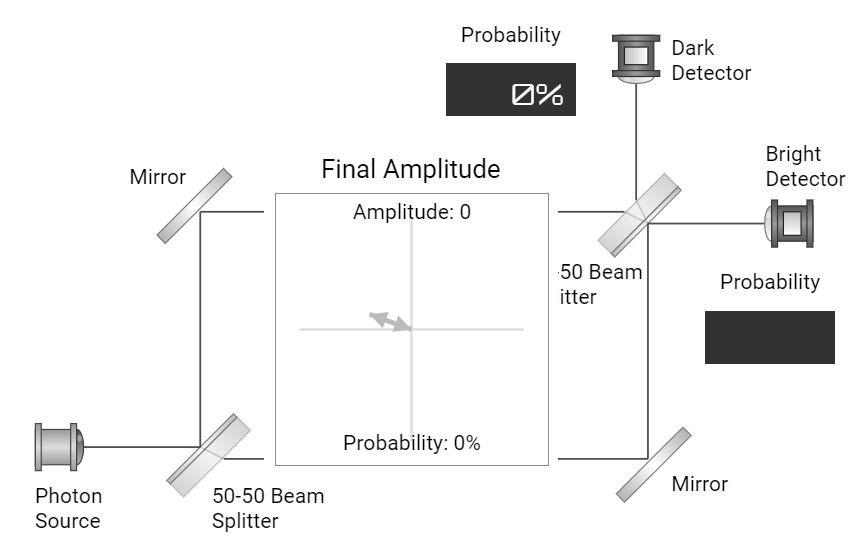 Probability
0%
Dark
Detector
Bright
Detector
Mirror
Final Amplitude
Amplitude: 0
-50 Beam
itter
Probability
Probability: 0%
Mirror
Photon
Source
50-50 Beam
Splitter